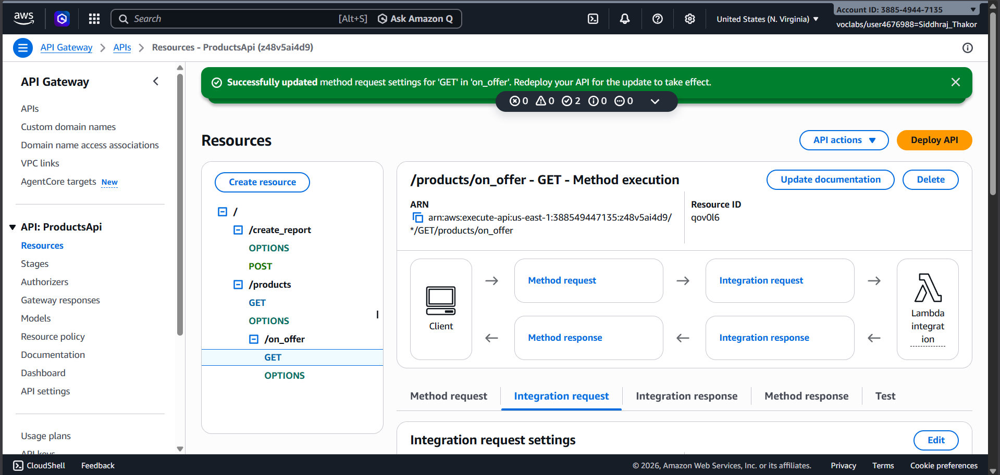 aws
Search
[Alt+S]
Ask Amazon Q
United States (N. Virginia)
Account ID: 3885-4944-7135
voclabs/user4676988=Siddhraj_Thakor
API Gateway
APIs
Resources - ProductsApi (z48v5ai4d9)
API Gateway
APIs
Custom domain names
Domain name access associations
VPC links
AgentCore targets New
API: ProductsApi
Resources
Stages
Authorizers
Gateway responses
Models
Resource policy
Documentation
Dashboard
API settings
Usage plans
API keys
Successfully updated method request settings for 'GET' in 'on_offer'. Redeploy your API for the update to take effect.
0 0 2 0 0
Resources
API actions
Deploy API
Create resource
/
/create_report
OPTIONS
POST
/products
GET
OPTIONS
/on_offer
GET
OPTIONS
/products/on_offer - GET - Method execution
Update documentation
Delete
ARN
arn:aws:execute-api:us-east-1:388549447135:z48v5ai4d9/
*/GET/products/on_offer
Resource ID
qov0l6
Client
Method request
Integration request
Method response
Integration response
Lambda
integrat
ion
Method request
Integration request
Integration response
Method response
Test
Integration request settings
Edit
CloudShell
Feedback
© 2026, Amazon Web Services, Inc. or its affiliates.
Privacy
Terms
Cookie preferences